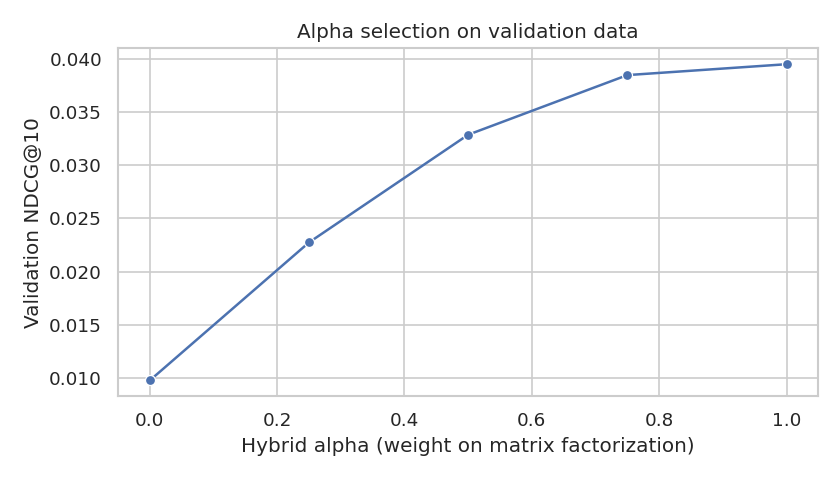 Alpha selection on validation data
Validation NDCG@10
0.040
0.035
0.030
0.025
0.020
0.015
0.010
0.0 0.2 0.4 0.6 0.8 1.0
Hybrid alpha (weight on matrix factorization)